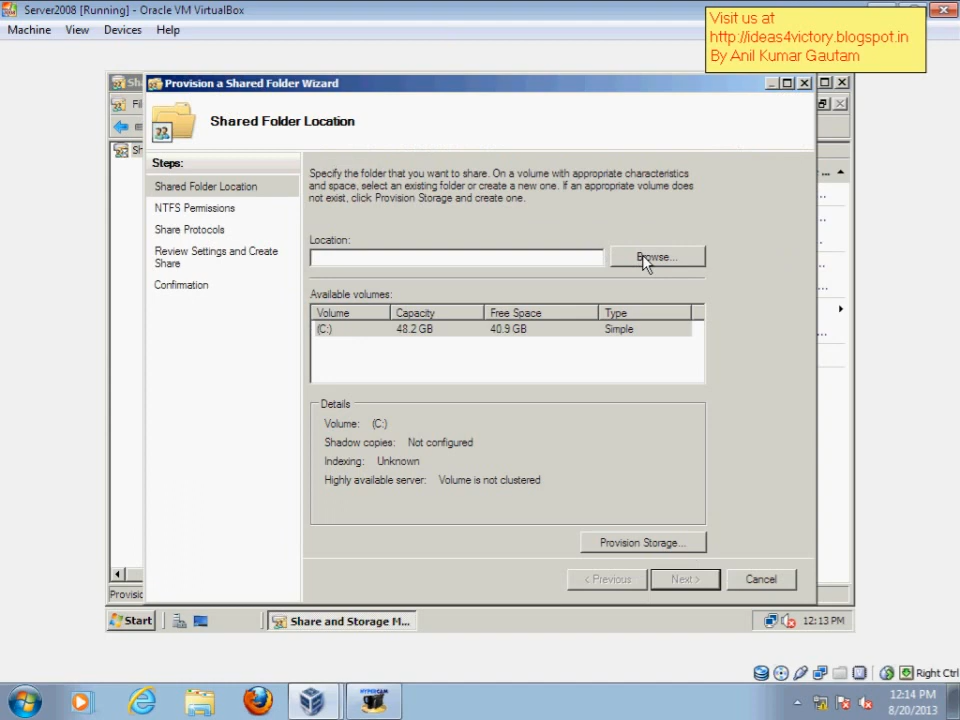 Server2008 [Running] - Oracle VM VirtualBox
Machine View Devices Help
Visit us at
http://ideas4victory.blogspot.in
By Anil Kumar Gautam
Provision a Shared Folder Wizard
Shared Folder Location
Steps:
Shared Folder Location
NTFS Permissions
Share Protocols
Review Settings and Create
Share
Confirmation
Specify the folder that you want to share. On a volume with appropriate characteristics
and space, select an existing folder or create a new one. If an appropriate volume does
not exist, click Provision Storage and create one.
Location:
Browse...
Available volumes:
Volume Capacity Free Space Type
(C:) 48.2 GB 40.9 GB Simple
Details
Volume: (C:)
Shadow copies: Not configured
Indexing: Unknown
Highly available server: Volume is not clustered
Provision Storage...
< Previous Next > Cancel
Start Share and Storage M... 12:13 PM
Right Ctrl
HYPERCAM
12:14 PM
8/20/2013